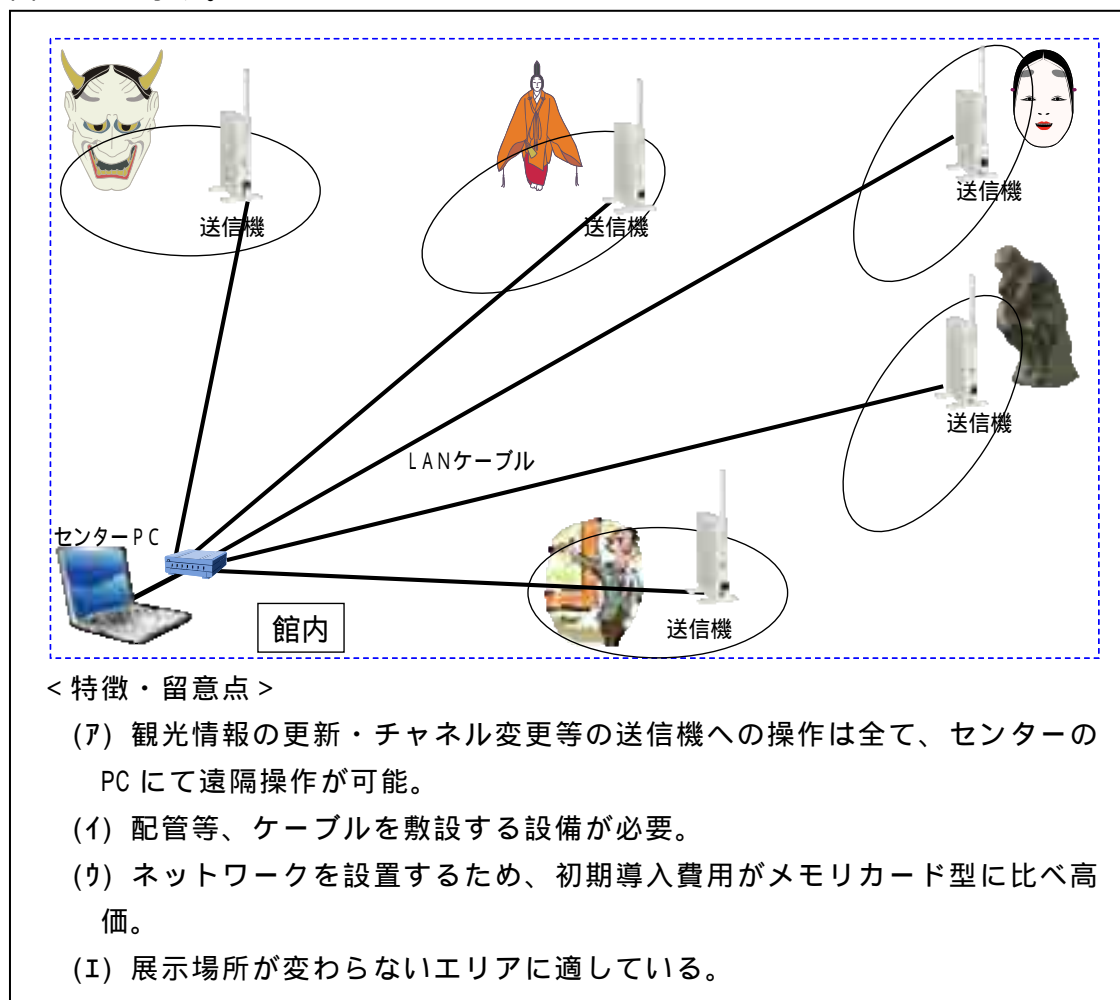 送信機
送信機
送信機
送信機
LANケーブル
センターPC
館内
送信機
<特徴・留意点>
(ア) 観光情報の更新・チャネル変更等の送信機への操作は全て、センターの
PCにて遠隔操作が可能。
(イ) 配管等、ケーブルを敷設する設備が必要。
(ウ) ネットワークを設置するため、初期導入費用がメモリカード型に比べ高
価。
(エ) 展示場所が変わらないエリアに適している。